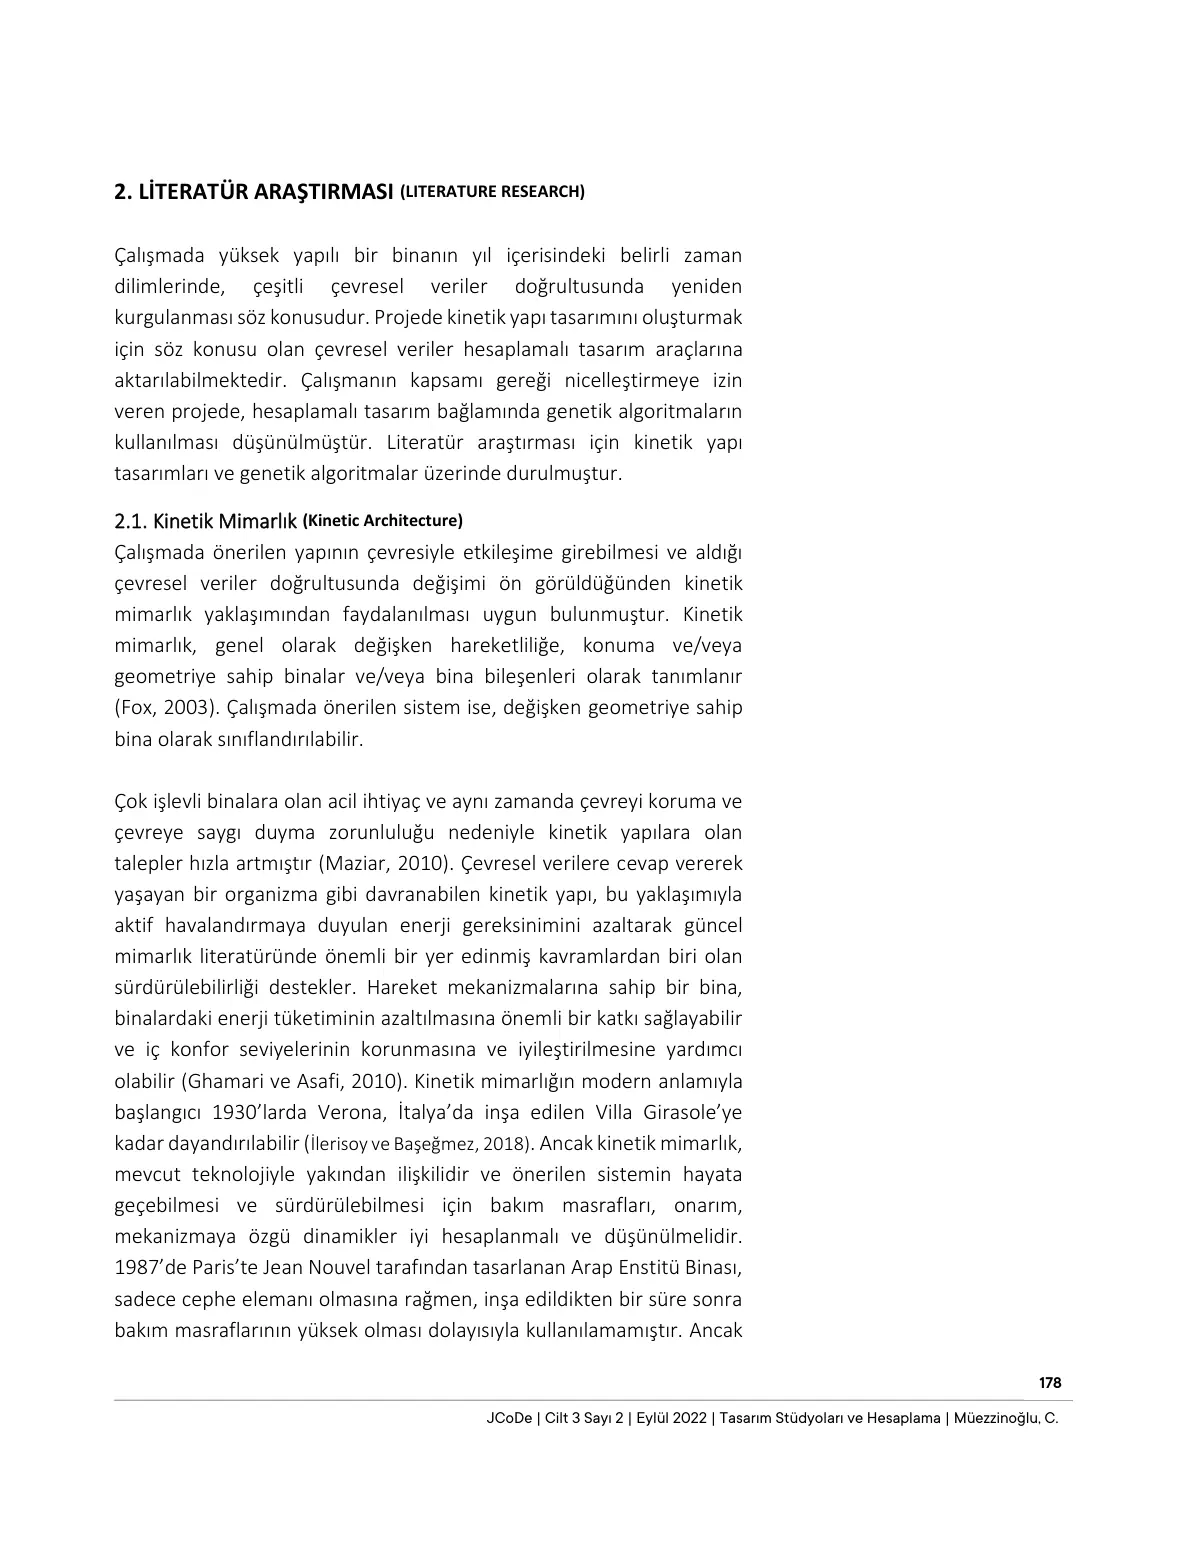 2. LİTERATÜR ARAŞTIRMASI (LITERATURE RESEARCH)
Çalışmada yüksek yapılı bir binanın yıl içerisindeki belirli zaman
dilimlerinde, çeşitli çevresel veriler doğrultusunda yeniden
kurgulanması söz konusudur. Projede kinetik yapı tasarımını oluşturmak
için söz konusu olan çevresel veriler hesaplamalı tasarım araçlarına
aktarılabilmektedir. Çalışmanın kapsamı gereği nicelleştirmeye izin
veren projede, hesaplamalı tasarım bağlamında genetik algoritmaların
kullanılması düşünülmüştür. Literatür araştırması için kinetik yapı
tasarımları ve genetik algoritmalar üzerinde durulmuştur.
2.1. Kinetik Mimarlık (Kinetic Architecture)
Çalışmada önerilen yapının çevresiyle etkileşime girebilmesi ve aldığı
çevresel veriler doğrultusunda değişimi ön görüldüğünden kinetik
mimarlık yaklaşımından faydalanılması uygun bulunmuştur. Kinetik
mimarlık, genel olarak değişken hareketliliğe, konuma ve/veya
geometriye sahip binalar ve/veya bina bileşenleri olarak tanımlanır
(Fox, 2003). Çalışmada önerilen sistem ise, değişken geometriye sahip
bina olarak sınıflandırılabilir.
Çok işlevli binalara olan acil ihtiyaç ve aynı zamanda çevreyi koruma ve
çevreye saygı duyma zorunluluğu nedeniyle kinetik yapılara olan
talepler hızla artmıştır (Maziar, 2010). Çevresel verilere cevap vererek
yaşayan bir organizma gibi davranabilen kinetik yapı, bu yaklaşımıyla
aktif havalandırmaya duyulan enerji gereksinimini azaltarak güncel
mimarlık literatüründe önemli bir yer edinmiş kavramlardan biri olan
sürdürülebilirliği destekler. Hareket mekanizmalarına sahip bir bina,
binalardaki enerji tüketiminin azaltılmasına önemli bir katkı sağlayabilir
ve iç konfor seviyelerinin korunmasına ve iyileştirilmesine yardımcı
olabilir (Ghamari ve Asafi, 2010). Kinetik mimarlığın modern anlamıyla
başlangıcı 1930’larda Verona, İtalya’da inşa edilen Villa Girasole’ye
kadar dayandırılabilir (İlerisoy ve Başeğmez, 2018). Ancak kinetik mimarlık,
mevcut teknolojiyle yakından ilişkilidir ve önerilen sistemin hayata
geçebilmesi ve sürdürülebilmesi için bakım masrafları, onarım,
mekanizmaya özgü dinamikler iyi hesaplanmalı ve düşünülmelidir.
1987’de Paris’te Jean Nouvel tarafından tasarlanan Arap Enstitü Binası,
sadece cephe elemanı olmasına rağmen, inşa edildikten bir süre sonra
bakım masraflarının yüksek olması dolayısıyla kullanılamamıştır. Ancak
178
JCoDe | Cilt 3 Sayı 2 | Eylül 2022 | Tasarım Stüdyoları ve Hesaplama | Müezzinoğlu, C.